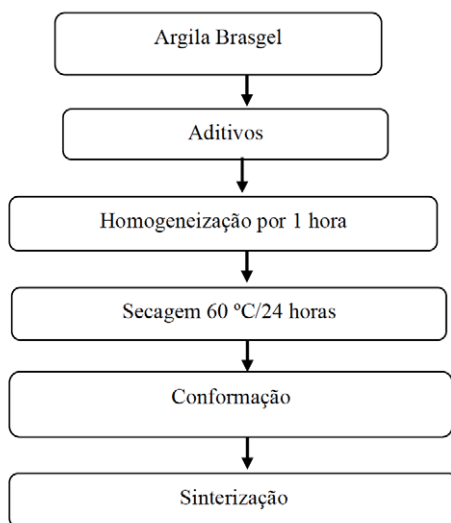 Argila Brasgel
Aditivos
Homogeneização por 1 hora
Secagem 60 ºC/24 horas
Conformação
Sinterização